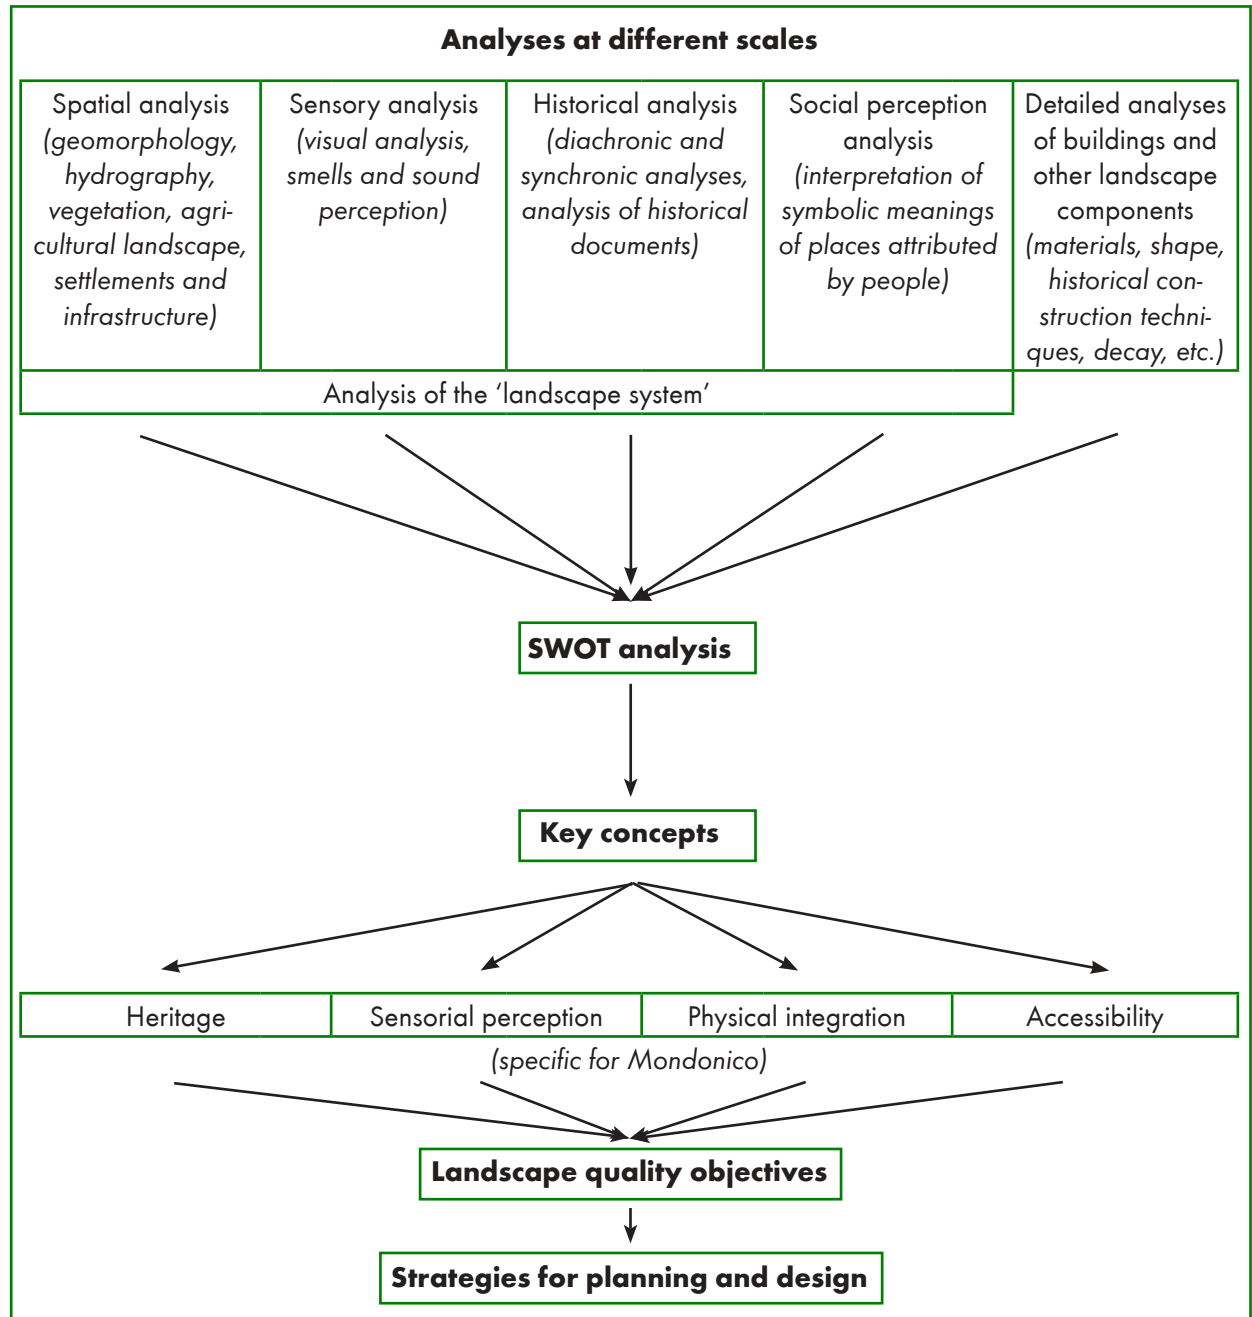 Analyses at different scales
Spatial analysis
(geomorphology,
hydrography,
vegetation, agri-
cultural landscape,
settlements and
infrastructure)
Sensory analysis
(visual analysis,
smells and sound
perception)
Historical analysis
(diachronic and
synchronic analyses,
analysis of historical
documents)
Social perception
analysis
(interpretation of
symbolic meanings
of places attributed
by people)
Detailed analyses
of buildings and
other landscape
components
(materials, shape,
historical con-
struction techni-
ques, decay, etc.)
Analysis of the ‘landscape system’
SWOT analysis
Key concepts
Heritage
Sensorial perception
Physical integration
Accessibility
(specific for Mondonico)
Landscape quality objectives
Strategies for planning and design